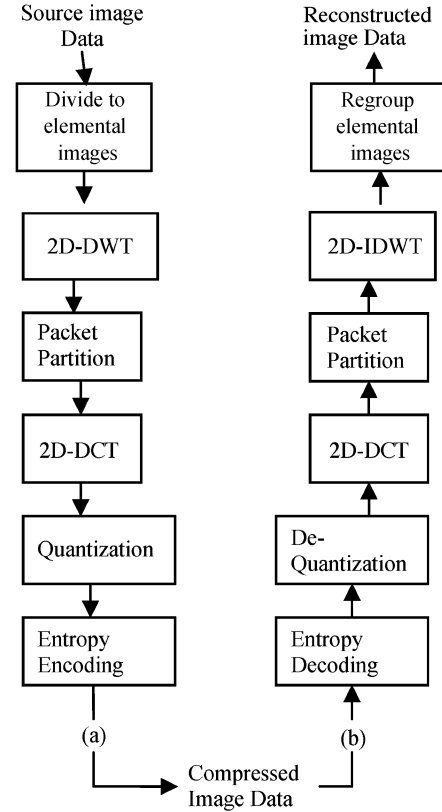 Source image
Data
Divide to
elemental
images
2D-DWT
Packet
Partition
2D-DCT
Quantization
Entropy
Encoding
(a)
Compressed
Image Data
Reconstructed
image Data
Regroup
elemental
images
2D-IDWT
Packet
Partition
2D-DCT
De-
Quantization
Entropy
Decoding
(b)